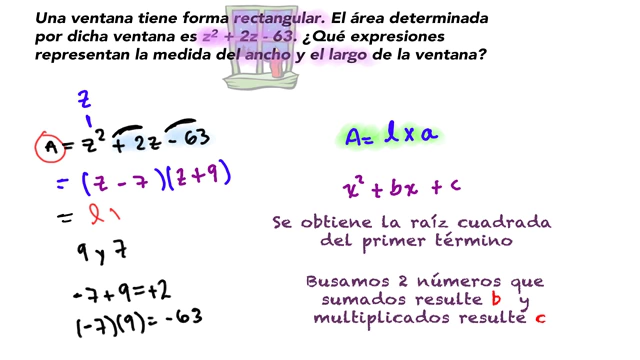 Una ventana tiene forma rectangular. El área determinada
por dicha ventana es z² + 2z - 63. ¿Qué expresiones
representan la medida del ancho y el largo de la ventana?
z
A = z² + 2z - 63
A = l x a
= (z - 7)(z + 9)
x² + bx + c
= l
Se obtiene la raíz cuadrada
del primer término
9 y 7
Busamos 2 números que
sumados resulte b y
multiplicados resulte c
-7 + 9 = +2
(-7)(9) = -63